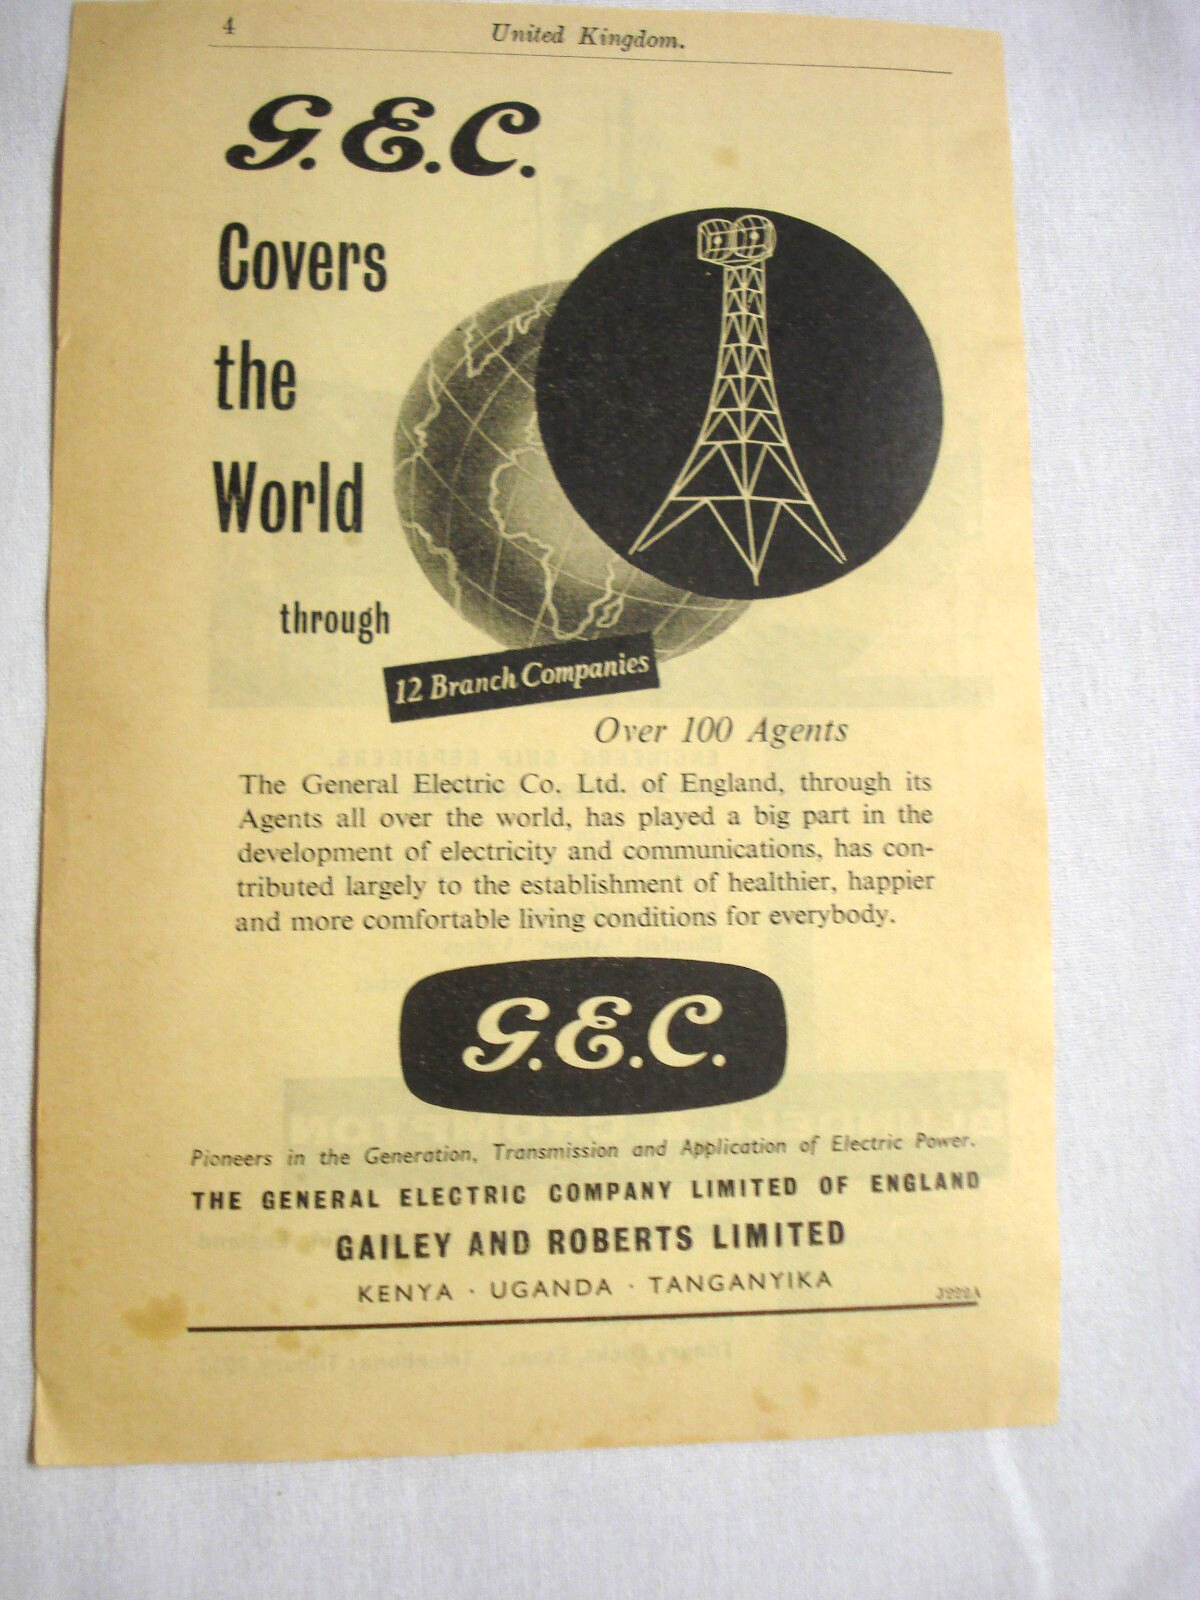 4
United Kingdom.
G.E.C.
Covers
the
World
through
12 Branch Companies
Over 100 Agents
The General Electric Co. Ltd. of England, through its
Agents all over the world, has played a big part in the
development of electricity and communications, has con-
tributed largely to the establishment of healthier, happier
and more comfortable living conditions for everybody.
G.E.C.
Pioneers in the Generation, Transmission and Application of Electric Power.
THE GENERAL ELECTRIC COMPANY LIMITED OF ENGLAND
GAILEY AND ROBERTS LIMITED
KENYA · UGANDA · TANGANYIKA